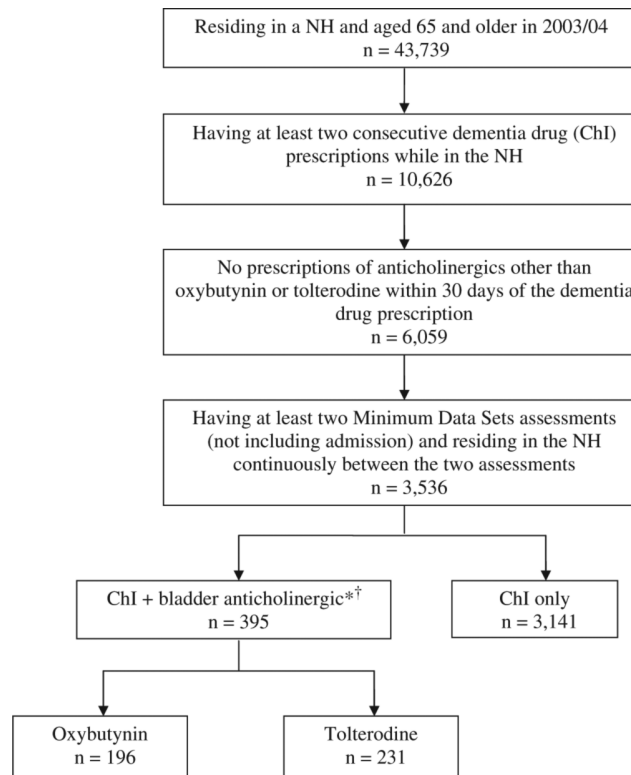 Residing in a NH and aged 65 and older in 2003/04
n = 43,739
Having at least two consecutive dementia drug (ChI)
prescriptions while in the NH
n = 10,626
No prescriptions of anticholinergics other than
oxybutynin or tolterodine within 30 days of the dementia
drug prescription
n = 6,059
Having at least two Minimum Data Sets assessments
(not including admission) and residing in the NH
continuously between the two assessments
n = 3,536
ChI + bladder anticholinergic*†
n = 395
ChI only
n = 3,141
Oxybutynin
n = 196
Tolterodine
n = 231